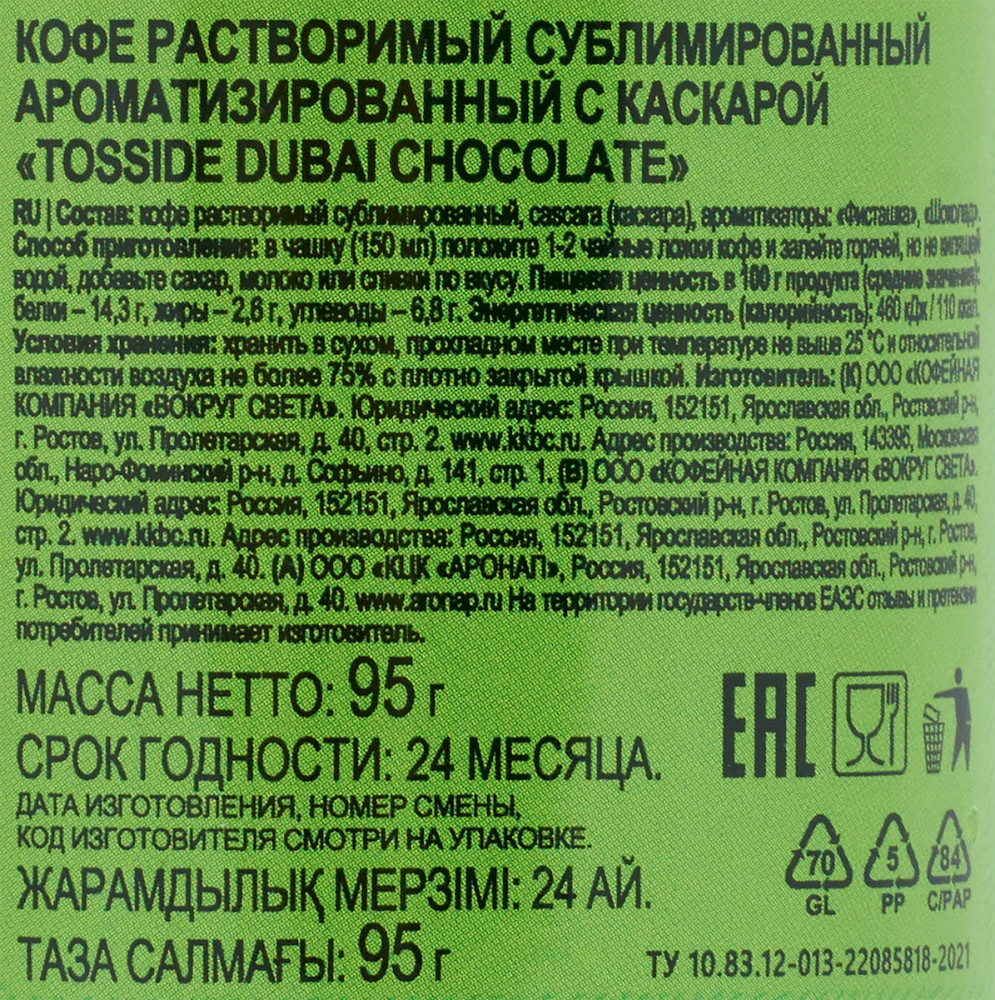 КОФЕ РАСТВОРИМЫЙ СУБЛИМИРОВАННЫЙ
АРОМАТИЗИРОВАННЫЙ С КАСКАРОЙ
«TOSSIDE DUBAI CHOCOLATE»
RU | Состав: кофе растворимый сублимированный, cascara (каскара), ароматизаторы: «Фисташка», «Шоколад».
Способ приготовления: в чашку (150 мл) положите 1-2 чайные ложки кофе и залейте горячей, но не кипящей
водой, добавьте сахар, молоко или сливки по вкусу. Пищевая ценность в 100 г продукта (средние значения):
белки – 14,3 г, жиры – 2,6 г, углеводы – 6,8 г. Энергетическая ценность (калорийность): 460 кДж / 110 ккал.
Условия хранения: хранить в сухом, прохладном месте при температуре не выше 25 °C и относительной
влажности воздуха не более 75% с плотно закрытой крышкой. Изготовитель: (К) ООО «КОФЕЙНАЯ
КОМПАНИЯ «ВОКРУГ СВЕТА». Юридический адрес: Россия, 152151, Ярославская обл., Ростовский р-н,
г. Ростов, ул. Пролетарская, д. 40, стр. 2. www.kkbc.ru. Адрес производства: Россия, 143395, Московская
обл., Наро-Фоминский р-н, д. Софьино, д. 141, стр. 1. (В) ООО «КОФЕЙНАЯ КОМПАНИЯ «ВОКРУГ СВЕТА».
Юридический адрес: Россия, 152151, Ярославская обл., Ростовский р-н, г. Ростов, ул. Пролетарская, д. 40,
стр. 2. www.kkbc.ru. Адрес производства: Россия, 152151, Ярославская обл., Ростовский р-н, г. Ростов,
ул. Пролетарская, д. 40. (А) ООО «КЦК «АРОНАП», Россия, 152151, Ярославская обл., Ростовский р-н,
г. Ростов, ул. Пролетарская, д. 40. www.aronap.ru На территории государств-членов ЕАЭС отзывы и претензии
потребителей принимает изготовитель.
МАССА НЕТТО: 95 г
СРОК ГОДНОСТИ: 24 МЕСЯЦА.
ДАТА ИЗГОТОВЛЕНИЯ, НОМЕР СМЕНЫ,
КОД ИЗГОТОВИТЕЛЯ СМОТРИ НА УПАКОВКЕ.
ЖАРАМДЫЛЫҚ МЕРЗІМІ: 24 АЙ.
ТАЗА САЛМАҒЫ: 95 г
EAC
70 5 84
GL PP C/PAP
ТУ 10.83.12-013-22085818-2021